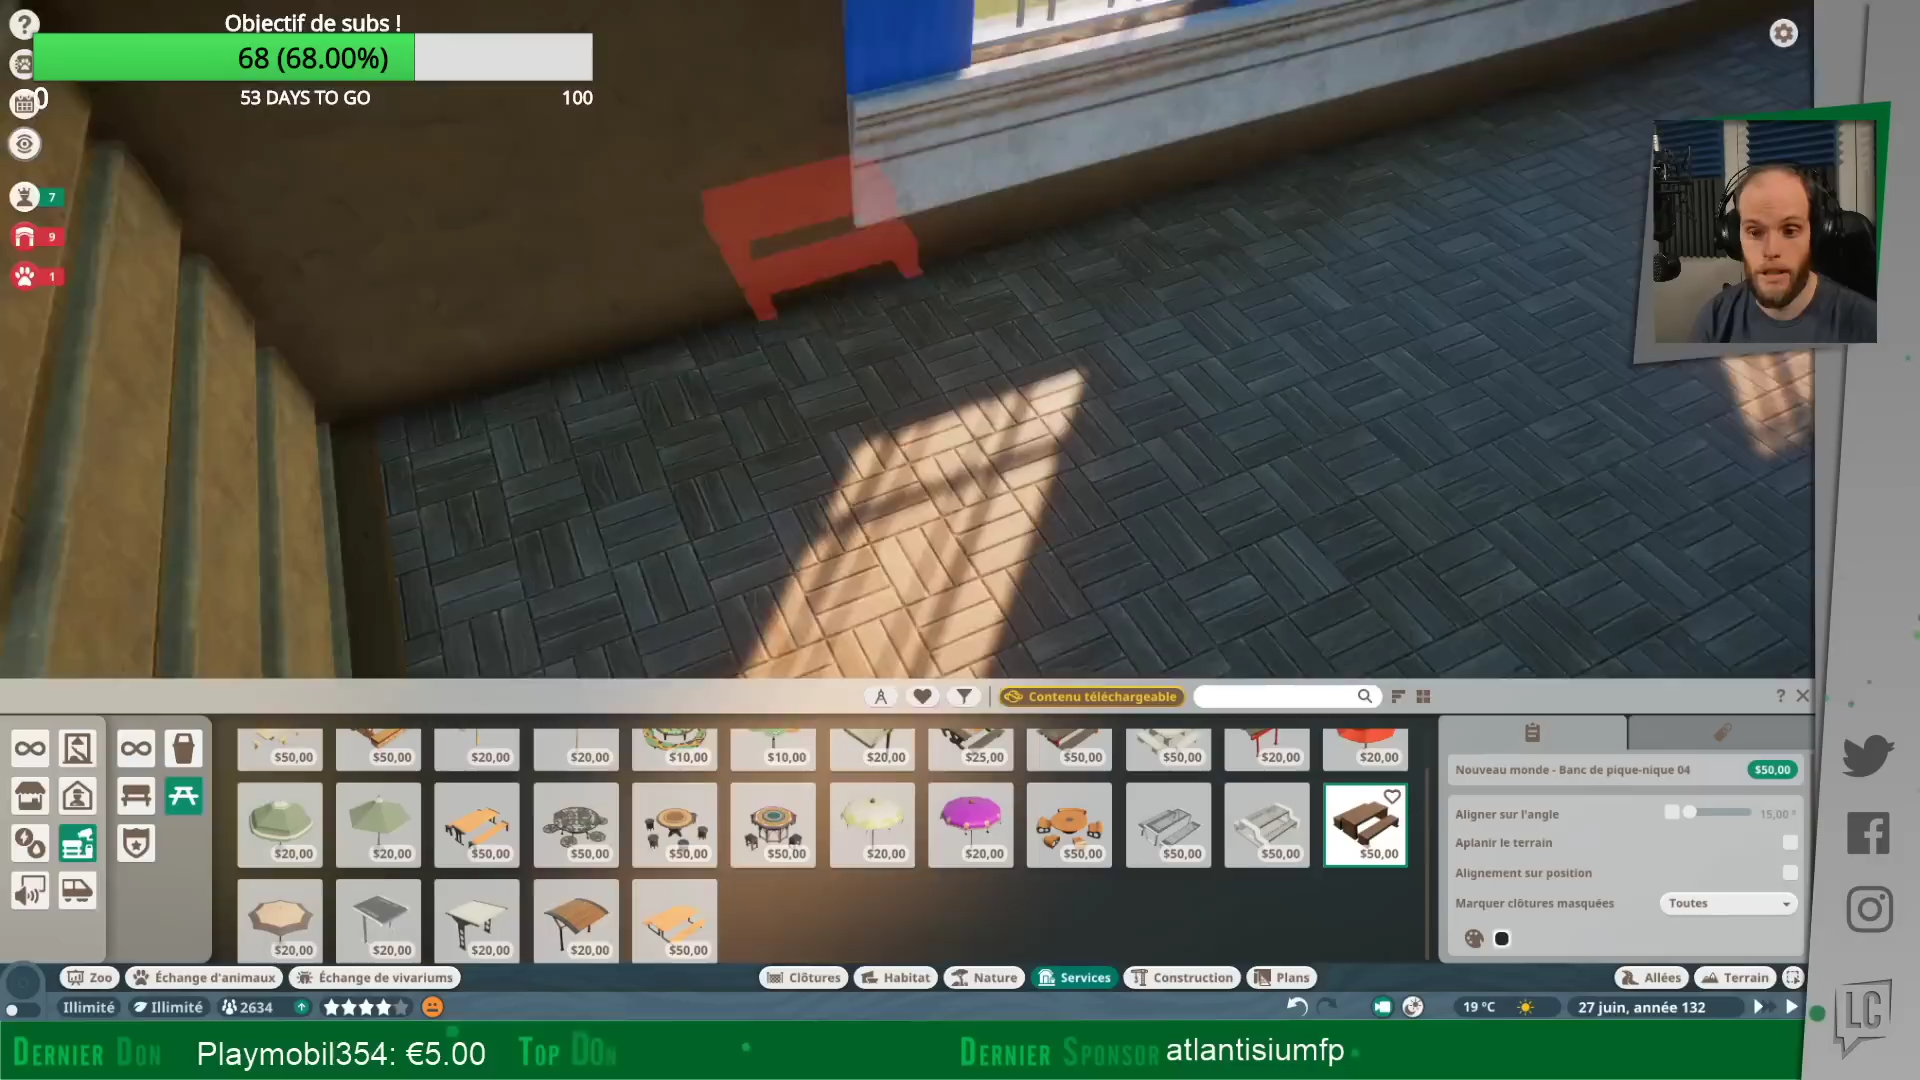 Objectif de subs !
68 (68.00%)
0
53 DAYS TO GO
100
7
9
1
Contenu téléchargeable
$50,00
$50,00
$20,00
$20,00
$10,00
$10,00
$20,00
$25,00
$50,00
$50,00
$20,00
$20,00
$20,00
$20,00
$50,00
$50,00
$50,00
$50,00
$20,00
$20,00
$50,00
$50,00
$50,00
$50,00
$20,00
$20,00
$20,00
$20,00
$50,00
Nouveau monde - Banc de pique-nique 04
$50,00
Aligner sur l'angle
15,00 °
Aplanir le terrain
Alignement sur position
Marquer clôtures masquées
Toutes
Zoo
Échange d'animaux
Échange de vivariums
Clôtures
Habitat
Nature
Services
Construction
Plans
Allées
Terrain
Illimité
Illimité
2634
19 °C
27 juin, année 132
Dernier Don
Playmobil354: €5.00
Top Don
Dernier Sponsor
atlantisiumfp
LC